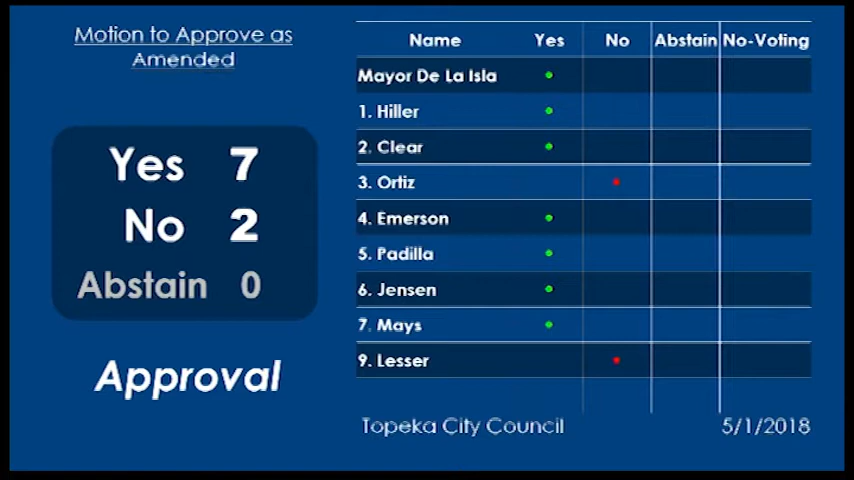 Motion to Approve as
Amended
Yes 7
No 2
Abstain 0
Approval
Name Yes No Abstain No-Voting
Mayor De La Isla
1. Hiller
2. Clear
3. Ortiz
4. Emerson
5. Padilla
6. Jensen
7. Mays
9. Lesser
Topeka City Council 5/1/2018